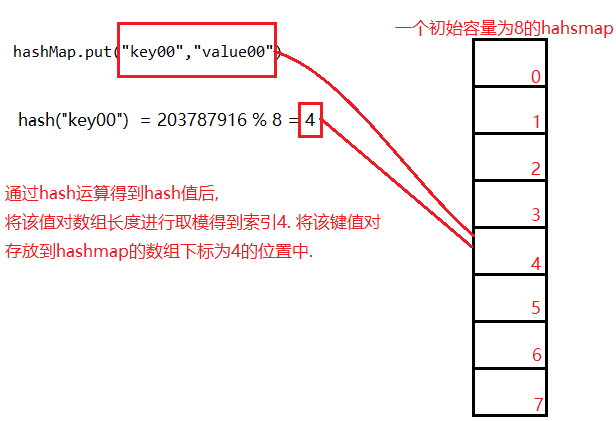 一个初始容量为8的hahsmap
hashMap.put("key00","value00")
hash("key00") = 203787916 % 8 = 4
通过hash运算得到hash值后,
将该值对数组长度进行取模得到索引4. 将该键值对
存放到hashmap的数组下标为4的位置中.
0
1
2
3
4
5
6
7